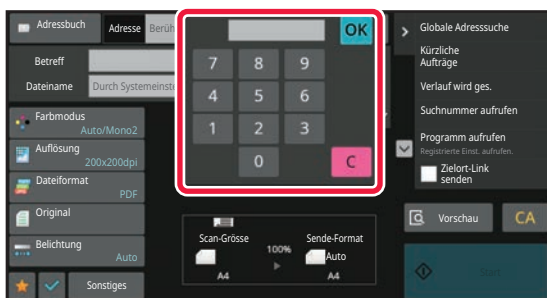 Adressbuch
Adresse
Berüh
OK
Betreff
Dateiname
Durch Systemeinste
7 8 9
4 5 6
1 2 3
0 C
Farbmodus
Auto/Mono2
Auflösung
200x200dpi
Dateiformat
PDF
Original
Belichtung
Auto
Sonstiges
Scan-Grösse
A4
100%
Sende-Format
Auto
A4
Globale Adresssuche
Kürzliche
Aufträge
Verlauf wird ges.
Suchnummer aufrufen
Programm aufrufen
Registrierte Einst. aufrufen.
Zielort-Link
senden
Vorschau
CA
Start